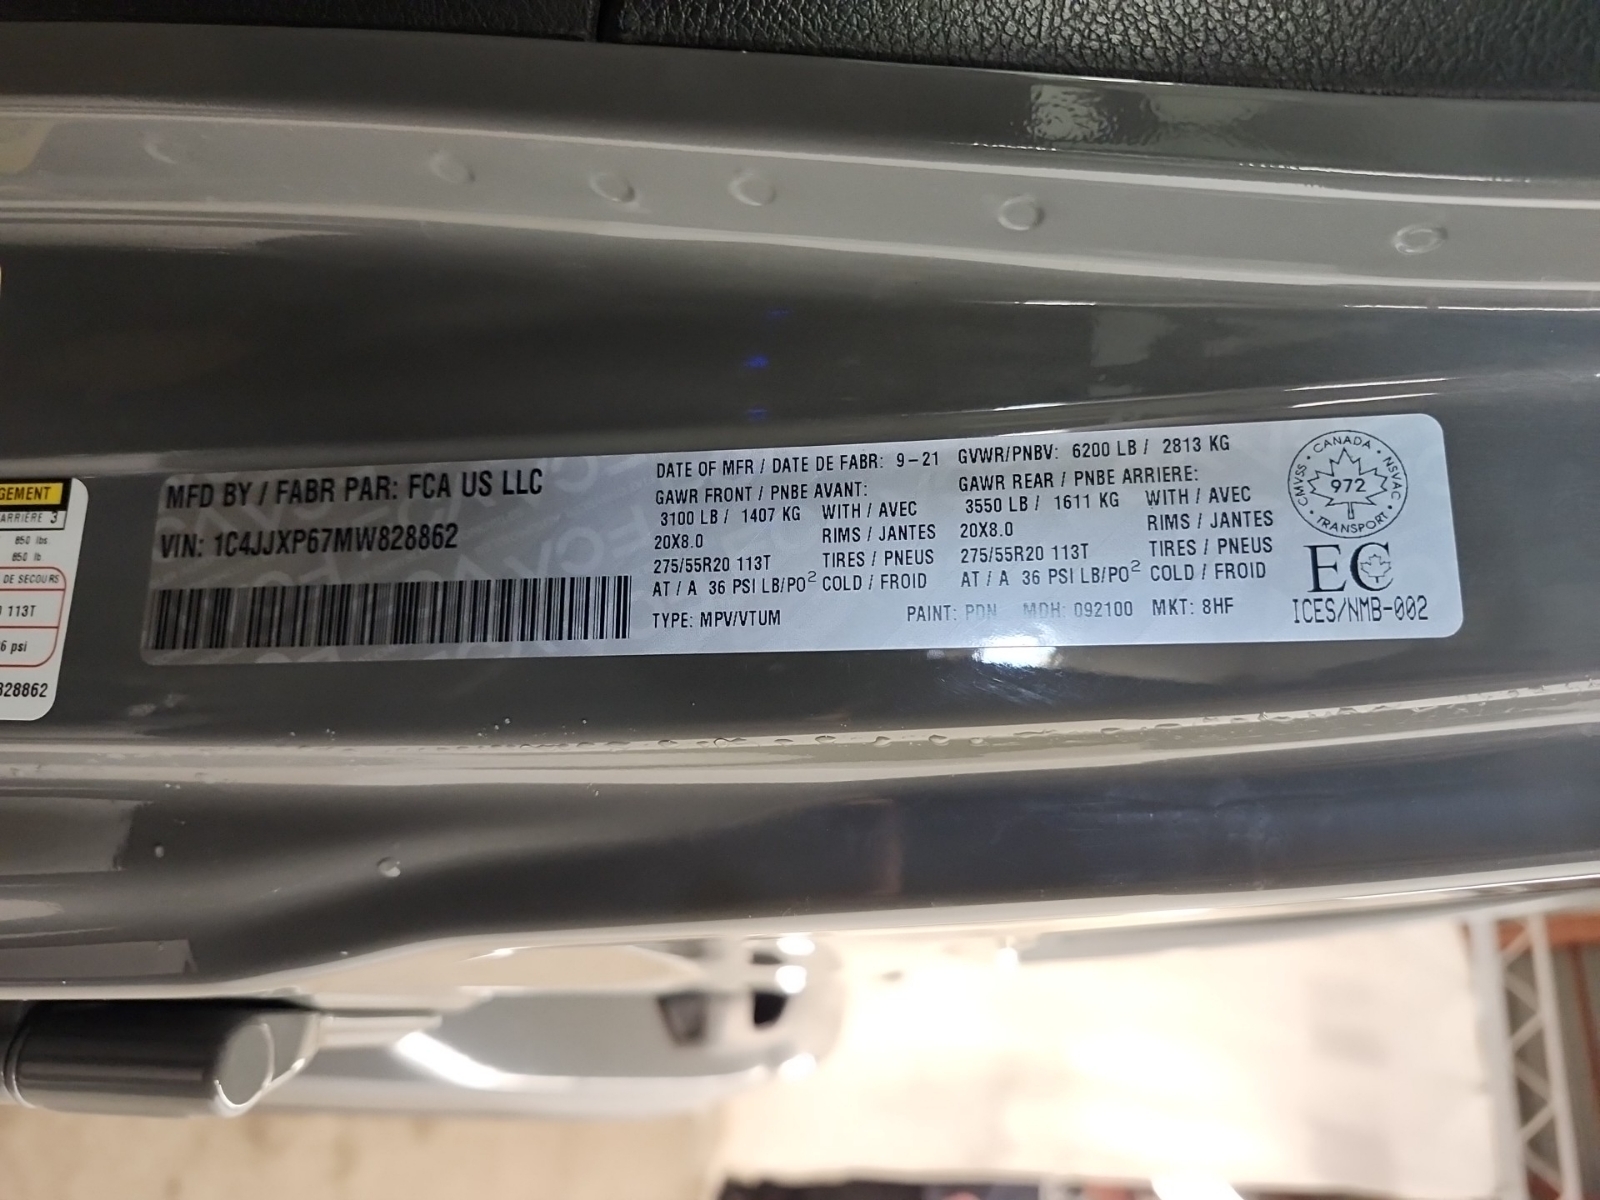 GEMENT
ARRIÈRE 3
850 lbs
850 lb
DE SECOURS
113T
6 psi
828862
MFD BY / FABR PAR: FCA US LLC
VIN: 1C4JJXP67MW828862
DATE OF MFR / DATE DE FABR: 9-21 GVWR/PNBV: 6200 LB / 2813 KG
GAWR FRONT / PNBE AVANT: GAWR REAR / PNBE ARRIERE:
3100 LB / 1407 KG WITH / AVEC 3550 LB / 1611 KG WITH / AVEC
20X8.0 RIMS / JANTES 20X8.0 RIMS / JANTES
275/55R20 113T TIRES / PNEUS 275/55R20 113T TIRES / PNEUS
AT / A 36 PSI LB/PO² COLD / FROID AT / A 36 PSI LB/PO² COLD / FROID
TYPE: MPV/VTUM PAINT: PDN MDH: 092100 MKT: 8HF
CANADA
CMVSS • NSVAC
972
TRANSPORT
EC
ICES/NMB-002